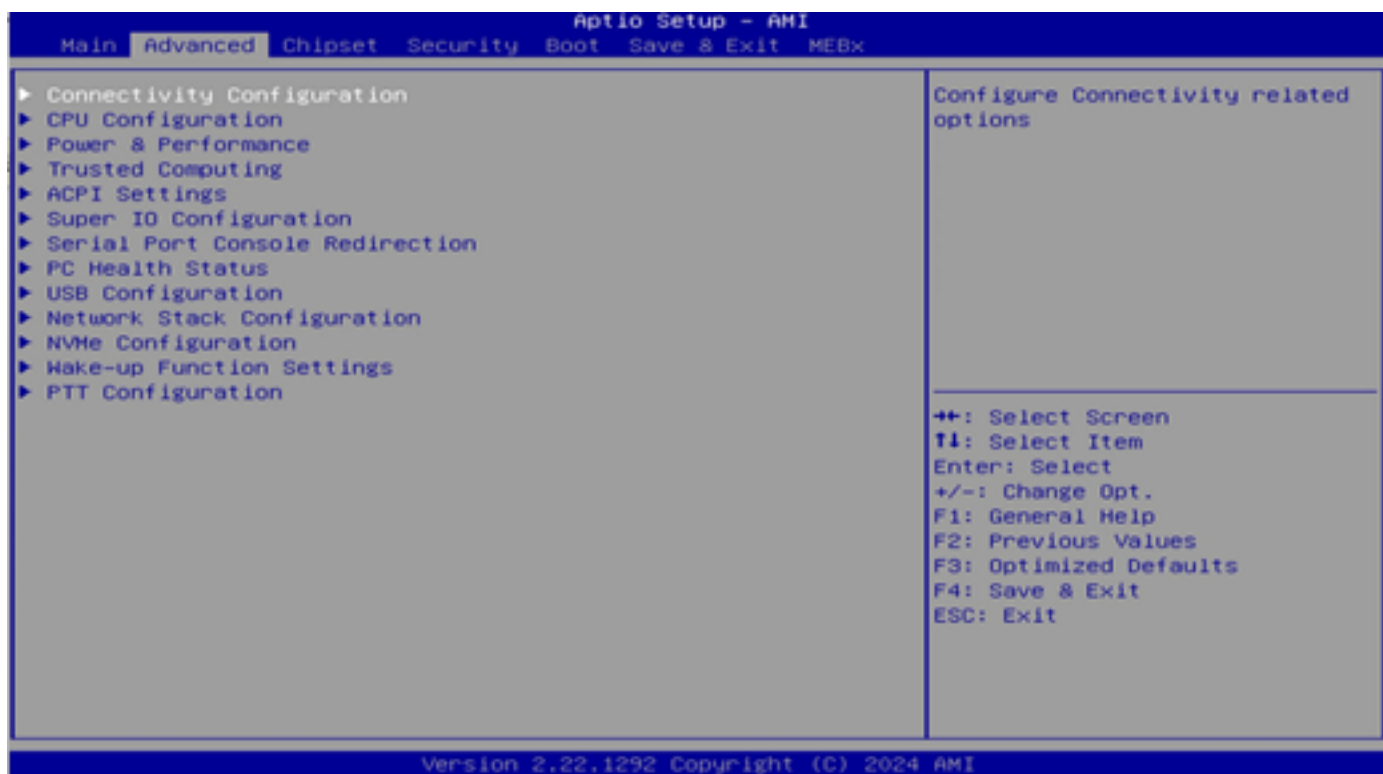 Aptio Setup - AMI
Main Advanced Chipset Security Boot Save & Exit MEBx
▶ Connectivity Configuration
▶ CPU Configuration
▶ Power & Performance
▶ Trusted Computing
▶ ACPI Settings
▶ Super IO Configuration
▶ Serial Port Console Redirection
▶ PC Health Status
▶ USB Configuration
▶ Network Stack Configuration
▶ NVMe Configuration
▶ Wake-up Function Settings
▶ PTT Configuration
Configure Connectivity related
options
→←: Select Screen
↑↓: Select Item
Enter: Select
+/-: Change Opt.
F1: General Help
F2: Previous Values
F3: Optimized Defaults
F4: Save & Exit
ESC: Exit
Version 2.22.1292 Copyright (C) 2024 AMI